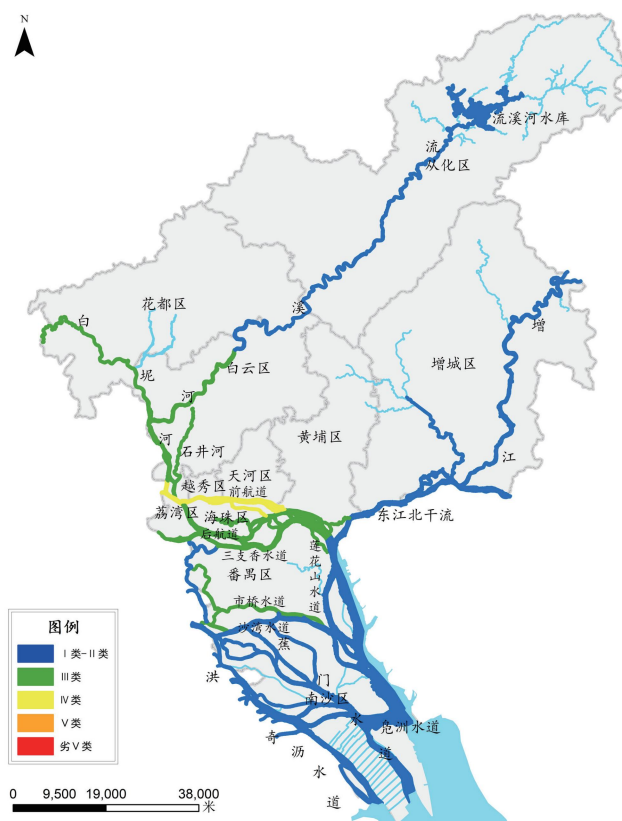 N
流溪河水库
流
从化区
溪
增
白
花都区
坭
河
白云区
增城区
河
石井河
黄埔区
江
天河区
越秀区
前航道
荔湾区
海珠区
东江北干流
后航道
三支香水道
莲花山水道
番禺区
市桥水道
沙湾水道
蕉
洪
门
南沙区
水
凫洲水道
奇
沥
道
水
道
图例
I类-II类
III类
IV类
V类
劣V类
0 9,500 19,000 38,000
米